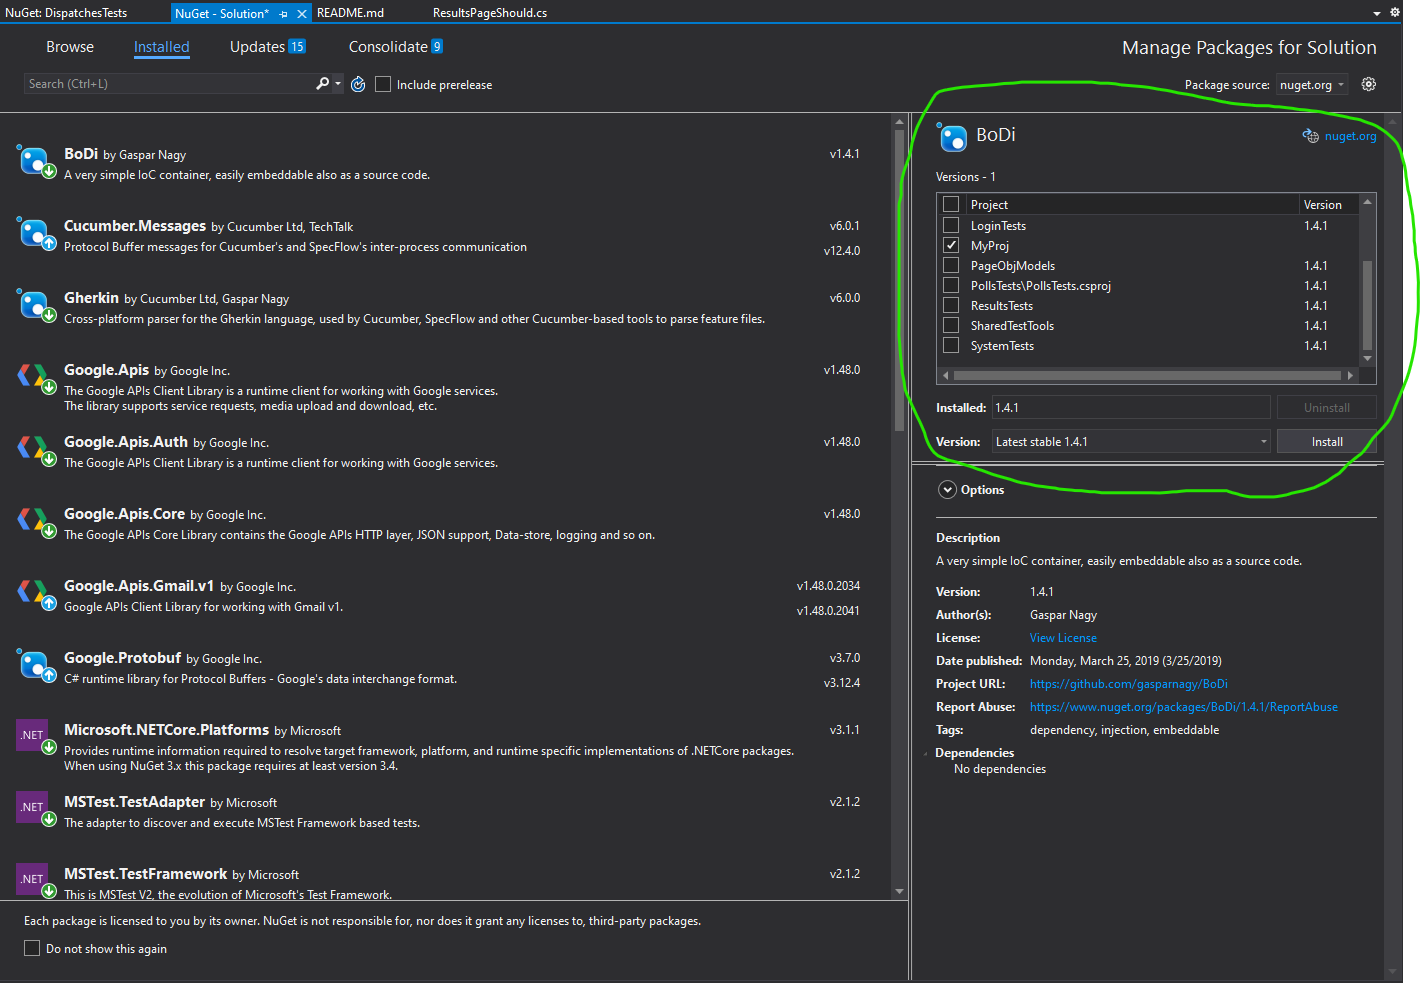 NuGet: DispatchesTests
NuGet - Solution*
README.md
ResultsPageShould.cs
Browse
Installed
Updates 15
Consolidate 9
Manage Packages for Solution
Search (Ctrl+L)
Include prerelease
Package source: nuget.org
BoDi by Gaspar Nagy
v1.4.1
A very simple IoC container, easily embeddable also as a source code.
Cucumber.Messages by Cucumber Ltd, TechTalk
v6.0.1
Protocol Buffer messages for Cucumber's and SpecFlow's inter-process communication
v12.4.0
Gherkin by Cucumber Ltd, Gaspar Nagy
v6.0.0
Cross-platform parser for the Gherkin language, used by Cucumber, SpecFlow and other Cucumber-based tools to parse feature files.
Google.Apis by Google Inc.
v1.48.0
The Google APIs Client Library is a runtime client for working with Google services.
The library supports service requests, media upload and download, etc.
Google.Apis.Auth by Google Inc.
v1.48.0
The Google APIs Client Library is a runtime client for working with Google services.
Google.Apis.Core by Google Inc.
v1.48.0
The Google APIs Core Library contains the Google APIs HTTP layer, JSON support, Data-store, logging and so on.
Google.Apis.Gmail.v1 by Google Inc.
v1.48.0.2034
Google APIs Client Library for working with Gmail v1.
v1.48.0.2041
Google.Protobuf by Google Inc.
v3.7.0
C# runtime library for Protocol Buffers - Google's data interchange format.
v3.12.4
.NET
Microsoft.NETCore.Platforms by Microsoft
v3.1.1
Provides runtime information required to resolve target framework, platform, and runtime specific implementations of .NETCore packages.
When using NuGet 3.x this package requires at least version 3.4.
.NET
MSTest.TestAdapter by Microsoft
v2.1.2
The adapter to discover and execute MSTest Framework based tests.
.NET
MSTest.TestFramework by Microsoft
v2.1.2
This is MSTest V2, the evolution of Microsoft's Test Framework.
Each package is licensed to you by its owner. NuGet is not responsible for, nor does it grant any licenses to, third-party packages.
Do not show this again
BoDi
nuget.org
Versions - 1
Project Version
LoginTests 1.4.1
MyProj
PageObjModels 1.4.1
PollsTests\PollsTests.csproj 1.4.1
ResultsTests 1.4.1
SharedTestTools 1.4.1
SystemTests 1.4.1
Installed: 1.4.1 Uninstall
Version: Latest stable 1.4.1 Install
Options
Description
A very simple IoC container, easily embeddable also as a source code.
Version: 1.4.1
Author(s): Gaspar Nagy
License: View License
Date published: Monday, March 25, 2019 (3/25/2019)
Project URL: https://github.com/gasparnagy/BoDi
Report Abuse: https://www.nuget.org/packages/BoDi/1.4.1/ReportAbuse
Tags: dependency, injection, embeddable
Dependencies
No dependencies